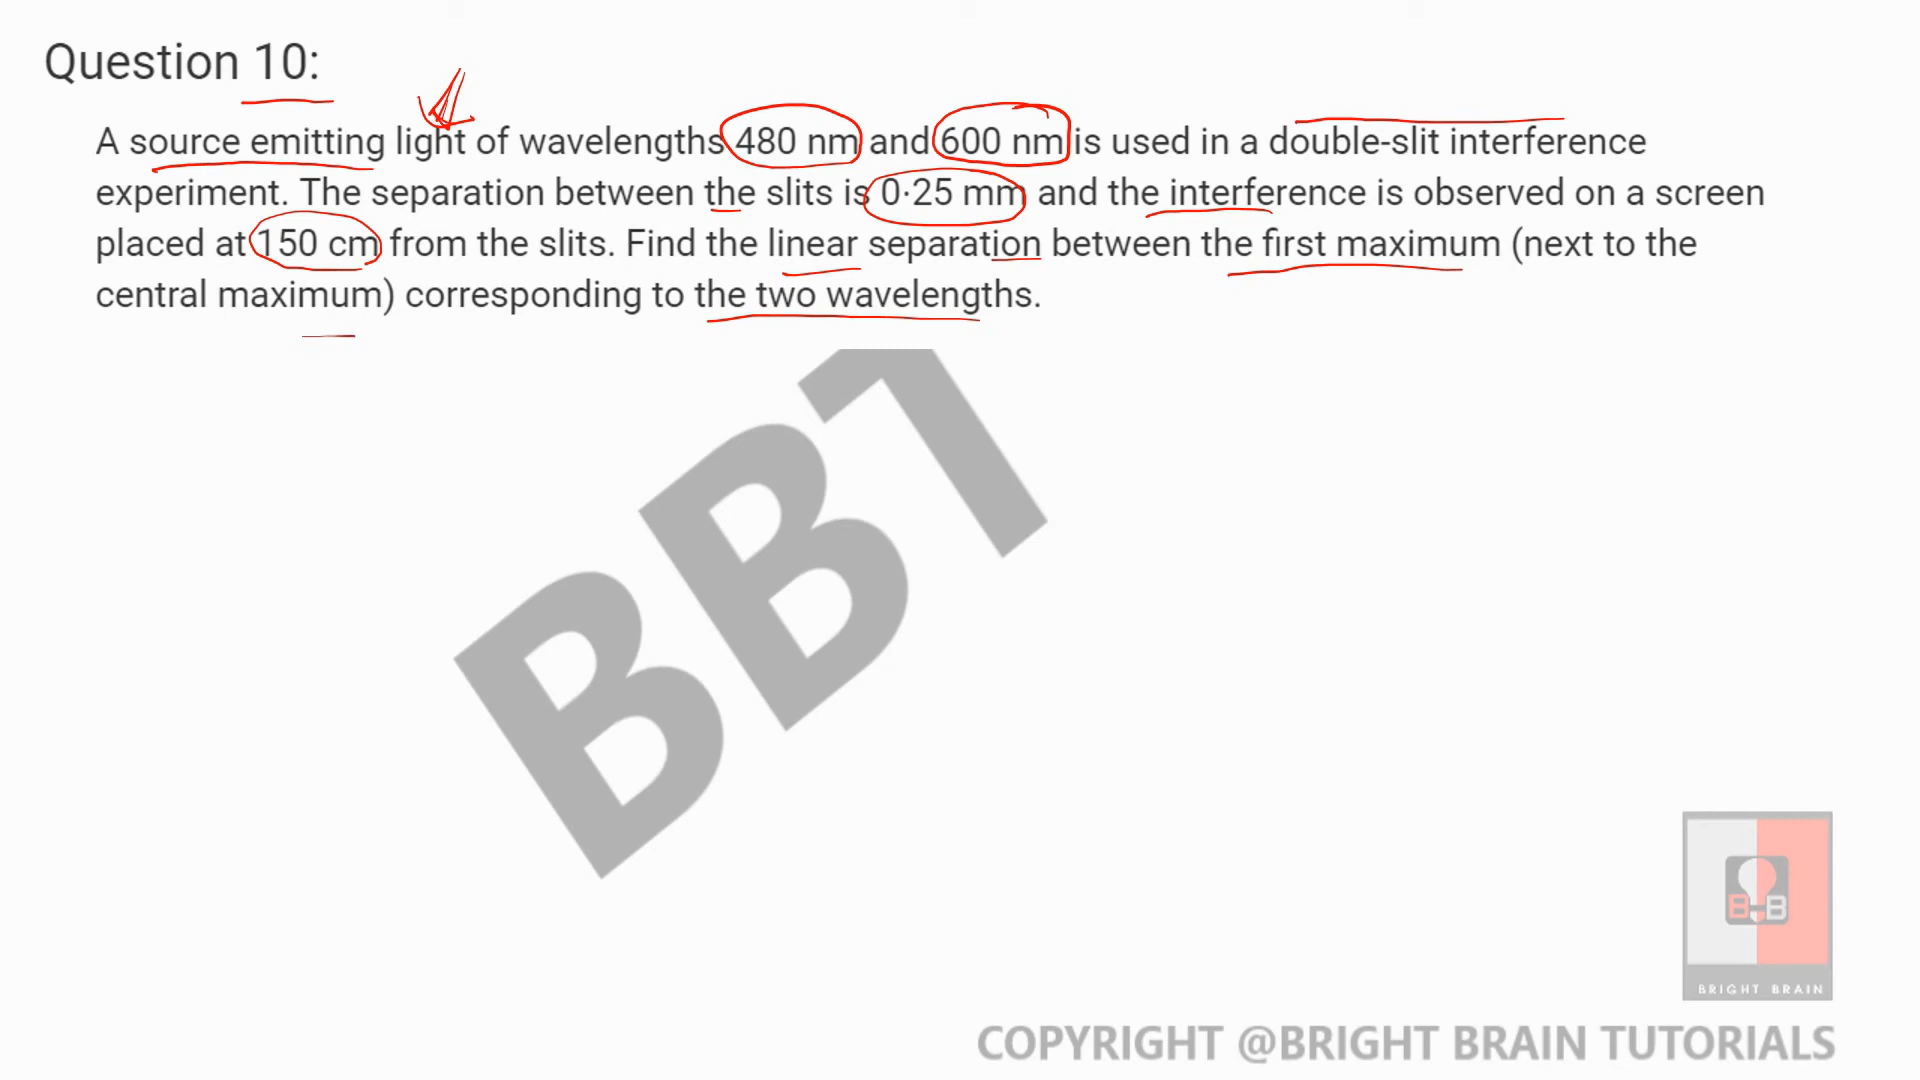 Question 10:
A source emitting light of wavelengths 480 nm and 600 nm is used in a double-slit interference
experiment. The separation between the slits is 0·25 mm and the interference is observed on a screen
placed at 150 cm from the slits. Find the linear separation between the first maximum (next to the
central maximum) corresponding to the two wavelengths.
BBT
B B
BRIGHT BRAIN
COPYRIGHT @BRIGHT BRAIN TUTORIALS